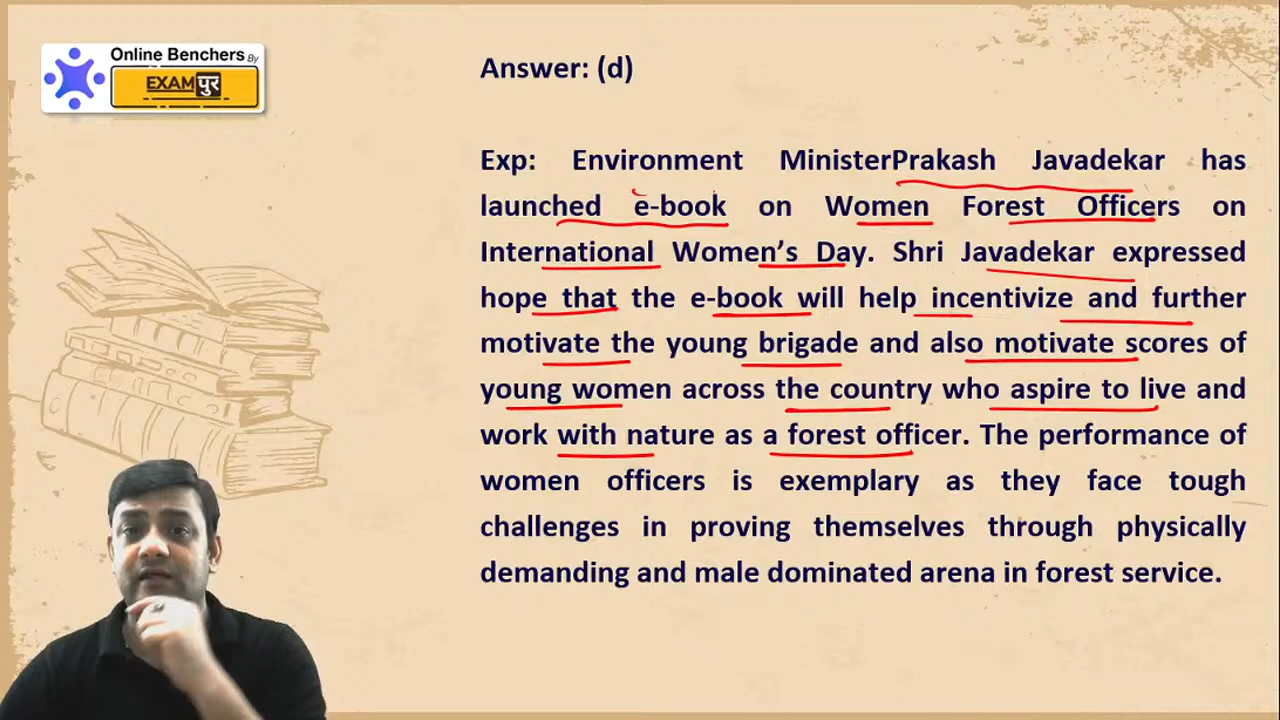 Online Benchers By
EXAMपुर
Answer: (d)
Exp: Environment MinisterPrakash Javadekar has
launched e-book on Women Forest Officers on
International Women’s Day. Shri Javadekar expressed
hope that the e-book will help incentivize and further
motivate the young brigade and also motivate scores of
young women across the country who aspire to live and
work with nature as a forest officer. The performance of
women officers is exemplary as they face tough
challenges in proving themselves through physically
demanding and male dominated arena in forest service.